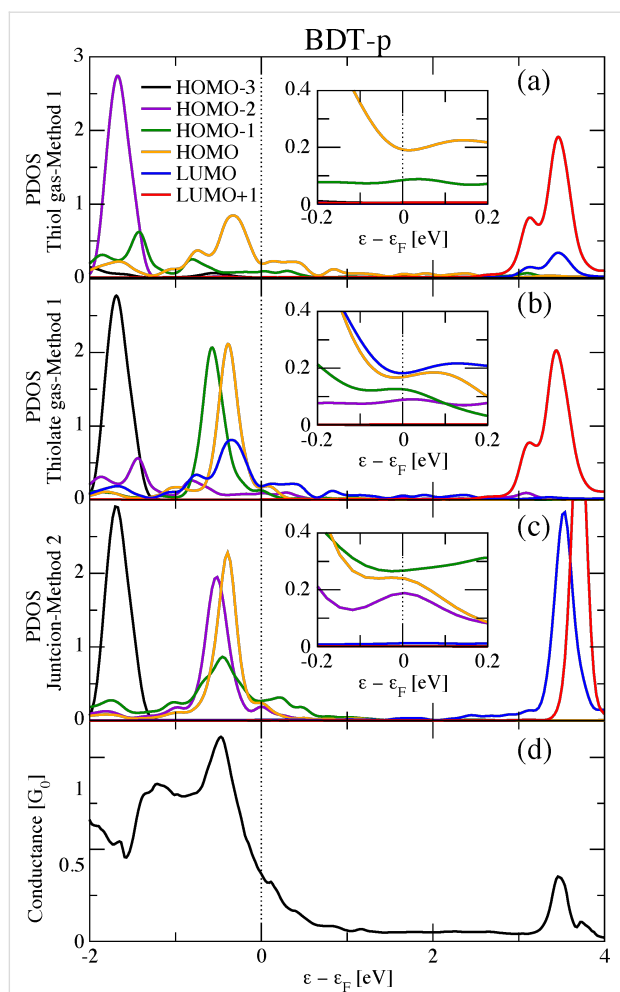 BDT-p
(a)
PDOS
Thiol gas-Method 1
3
2
1
0
HOMO-3
HOMO-2
HOMO-1
HOMO
LUMO
LUMO+1
0.4
0.2
0
-0.2 0 0.2
ε − εF [eV]
(b)
PDOS
Thiolate gas-Method 1
2
1
0
0.4
0.2
0
-0.2 0 0.2
ε − εF [eV]
(c)
PDOS
Juntcion-Method 2
2
1
0
0.4
0.2
0
-0.2 0 0.2
ε − εF [eV]
(d)
Conductance [G0]
1
0.5
0
-2 0 2 4
ε − εF [eV]